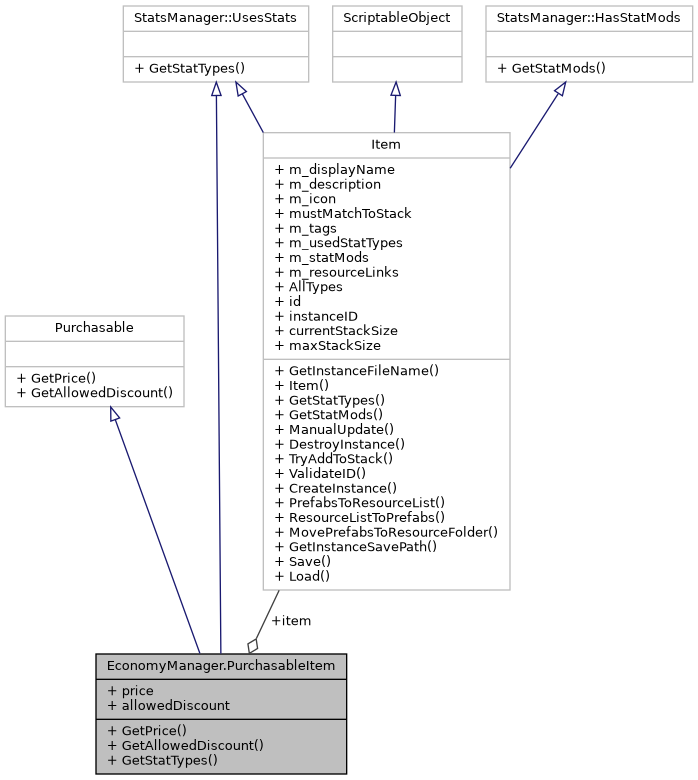 StatsManager::UsesStats
+ GetStatTypes()
ScriptableObject
StatsManager::HasStatMods
+ GetStatMods()
Item
+ m_displayName
+ m_description
+ m_icon
+ mustMatchToStack
+ m_tags
+ m_usedStatTypes
+ m_statMods
+ m_resourceLinks
+ AllTypes
+ id
+ instanceID
+ currentStackSize
+ maxStackSize
+ GetInstanceFileName()
+ Item()
+ GetStatTypes()
+ GetStatMods()
+ ManualUpdate()
+ DestroyInstance()
+ TryAddToStack()
+ ValidateID()
+ CreateInstance()
+ PrefabsToResourceList()
+ ResourceListToPrefabs()
+ MovePrefabsToResourceFolder()
+ GetInstanceSavePath()
+ Save()
+ Load()
Purchasable
+ GetPrice()
+ GetAllowedDiscount()
+item
EconomyManager.PurchasableItem
+ price
+ allowedDiscount
+ GetPrice()
+ GetAllowedDiscount()
+ GetStatTypes()